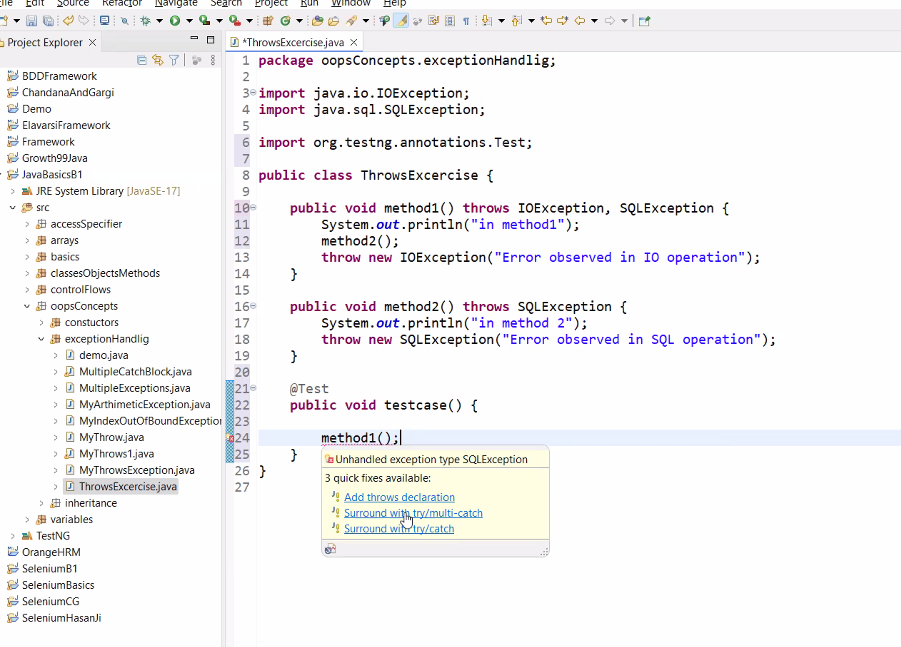 File Edit Source Refactor Navigate Search Project Run Window Help
Project Explorer
BDDFramework
ChandanaAndGargi
Demo
ElavarsiFramework
Framework
Growth99Java
JavaBasicsB1
JRE System Library [JavaSE-17]
src
accessSpecifier
arrays
basics
classesObjectsMethods
controlFlows
oopsConcepts
constuctors
exceptionHandlig
demo.java
MultipleCatchBlock.java
MultipleExceptions.java
MyArthimeticException.java
MyIndexOutOfBoundExceptio
MyThrow.java
MyThrows1.java
MyThrowsException.java
ThrowsExcercise.java
inheritance
variables
TestNG
OrangeHRM
SeleniumB1
SeleniumBasics
SeleniumCG
SeleniumHasanJi
*ThrowsExcercise.java
1 package oopsConcepts.exceptionHandlig;
2
3 import java.io.IOException;
4 import java.sql.SQLException;
5
6 import org.testng.annotations.Test;
7
8 public class ThrowsExcercise {
9
10 public void method1() throws IOException, SQLException {
11 System.out.println("in method1");
12 method2();
13 throw new IOException("Error observed in IO operation");
14 }
15
16 public void method2() throws SQLException {
17 System.out.println("in method 2");
18 throw new SQLException("Error observed in SQL operation");
19 }
20
21 @Test
22 public void testcase() {
23
24 method1();
25 }
26 }
27
Unhandled exception type SQLException
3 quick fixes available:
Add throws declaration
Surround with try/multi-catch
Surround with try/catch